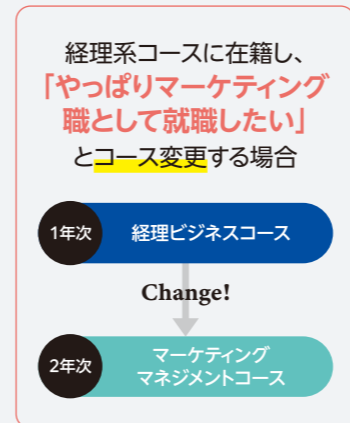 経理系コースに在籍し、
「やっぱりマーケティング
職として就職したい」
とコース変更する場合
1年次
経理ビジネスコース
Change!
2年次
マーケティング
マネジメントコース